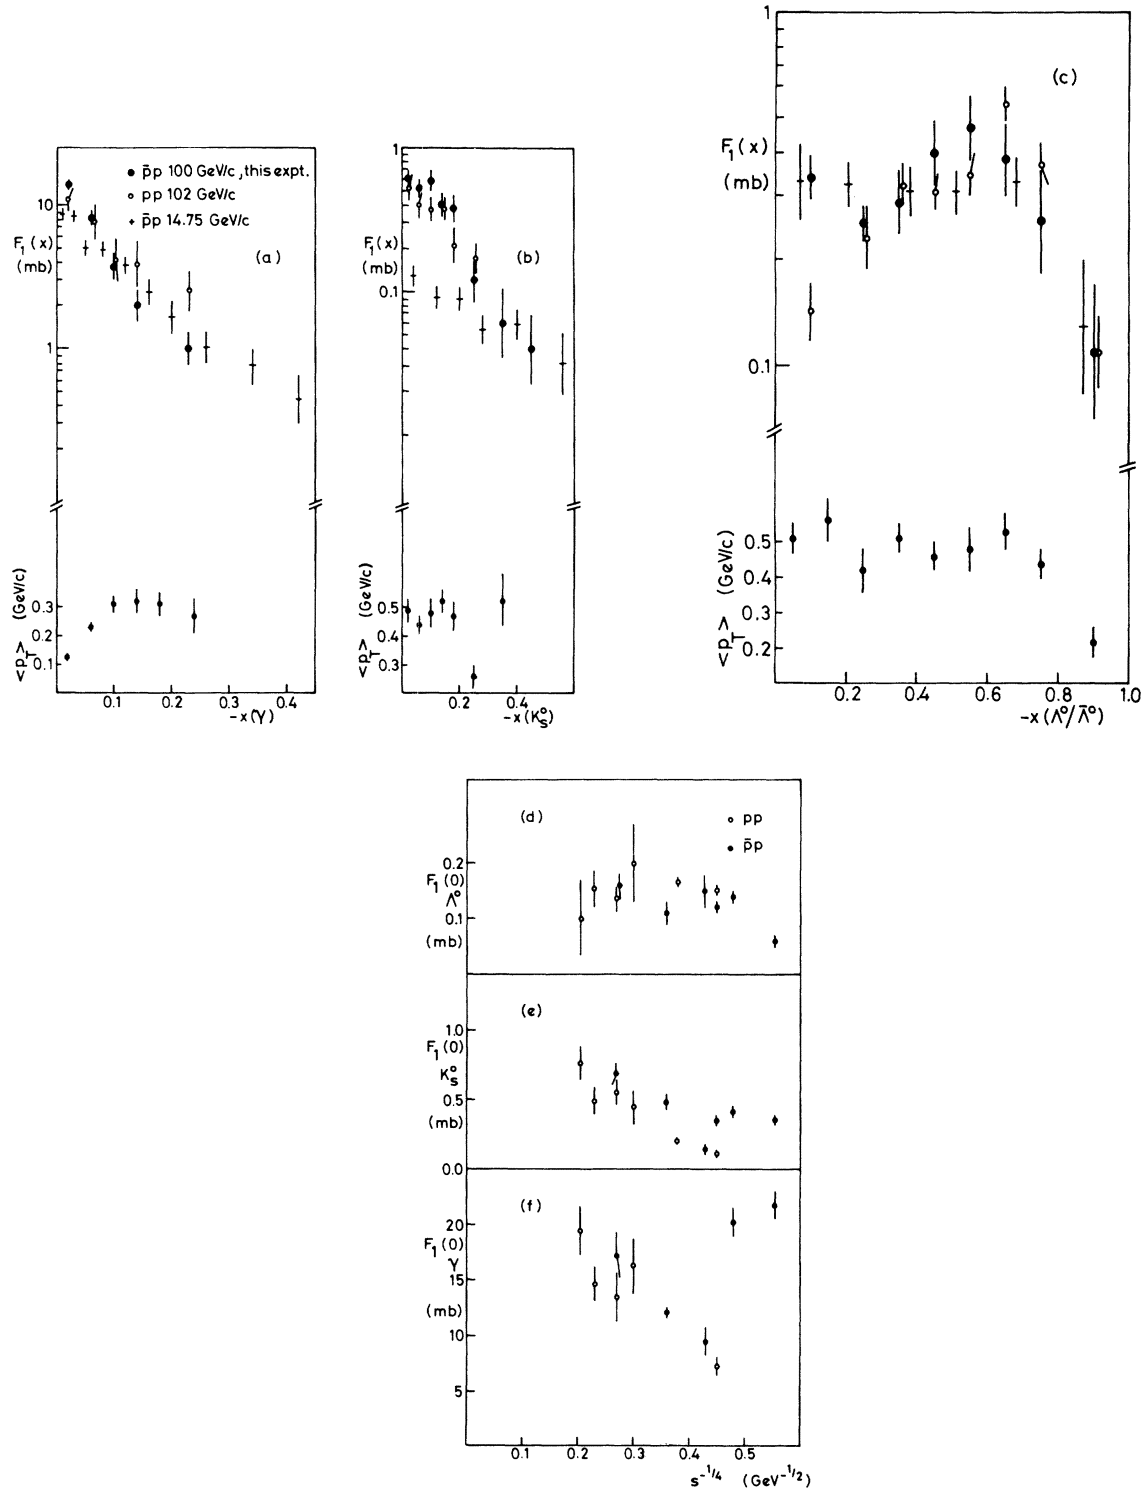 ● p̄p 100 GeV/c, this expt.
○ pp 102 GeV/c
+ p̄p 14.75 GeV/c
(a)
10
F₁(x)
(mb)
1
<p_T> (GeV/c)
0.3
0.2
0.1
0.1 0.2 0.3 0.4
-x(γ)
(b)
1
F₁(x)
(mb)
0.1
<p_T> (GeV/c)
0.5
0.4
0.3
0.2 0.4
-x(K°ₛ)
(c)
1
F₁(x)
(mb)
0.1
<p_T> (GeV/c)
0.5
0.4
0.3
0.2
0.2 0.4 0.6 0.8 1.0
-x(Λ°/Λ̄°)
(d)
○ pp
● p̄p
0.2
F₁(0)
Λ°
0.1
(mb)
(e)
1.0
F₁(0)
K°ₛ
0.5
(mb)
0.0
(f)
20
F₁(0)
γ
15
(mb)
10
5
0.1 0.2 0.3 0.4 0.5
s⁻¹/⁴ (GeV⁻¹/²)